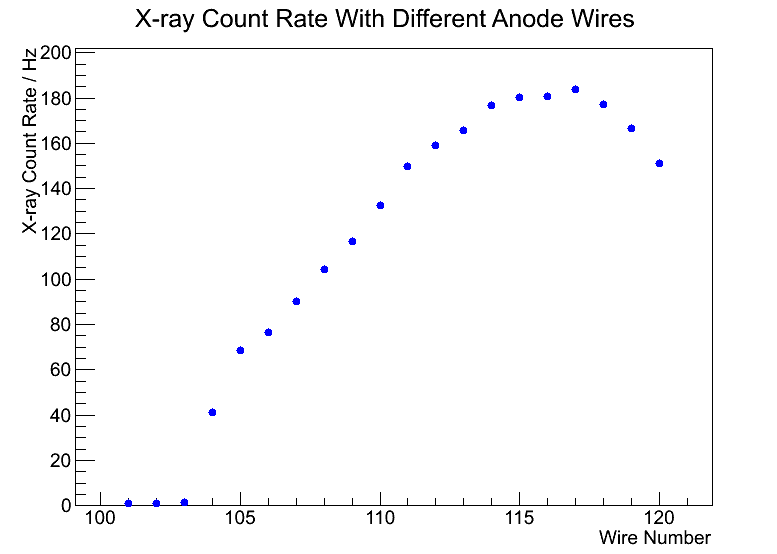 X-ray Count Rate With Different Anode Wires
X-ray Count Rate / Hz
200
180
160
140
120
100
80
60
40
20
0
100 105 110 115 120
Wire Number